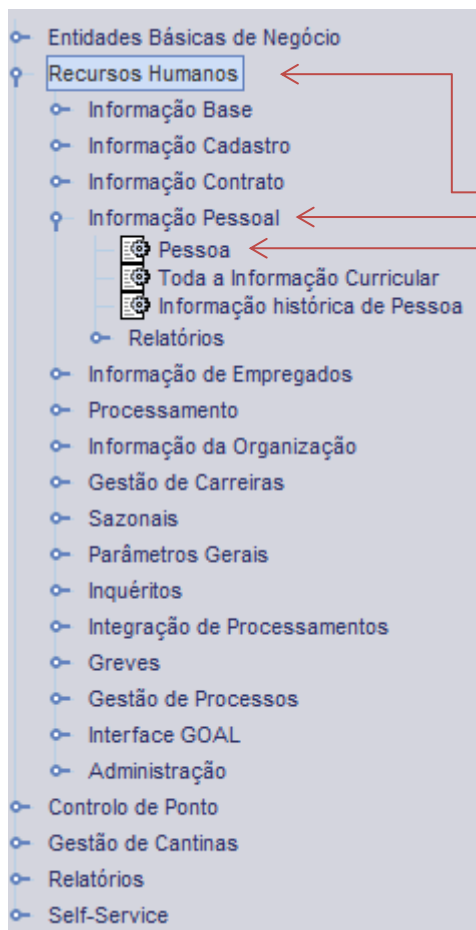 Entidades Básicas de Negócio
Recursos Humanos
Informação Base
Informação Cadastro
Informação Contrato
Informação Pessoal
Pessoa
Toda a Informação Curricular
Informação histórica de Pessoa
Relatórios
Informação de Empregados
Processamento
Informação da Organização
Gestão de Carreiras
Sazonais
Parâmetros Gerais
Inquéritos
Integração de Processamentos
Greves
Gestão de Processos
Interface GOAL
Administração
Controlo de Ponto
Gestão de Cantinas
Relatórios
Self-Service